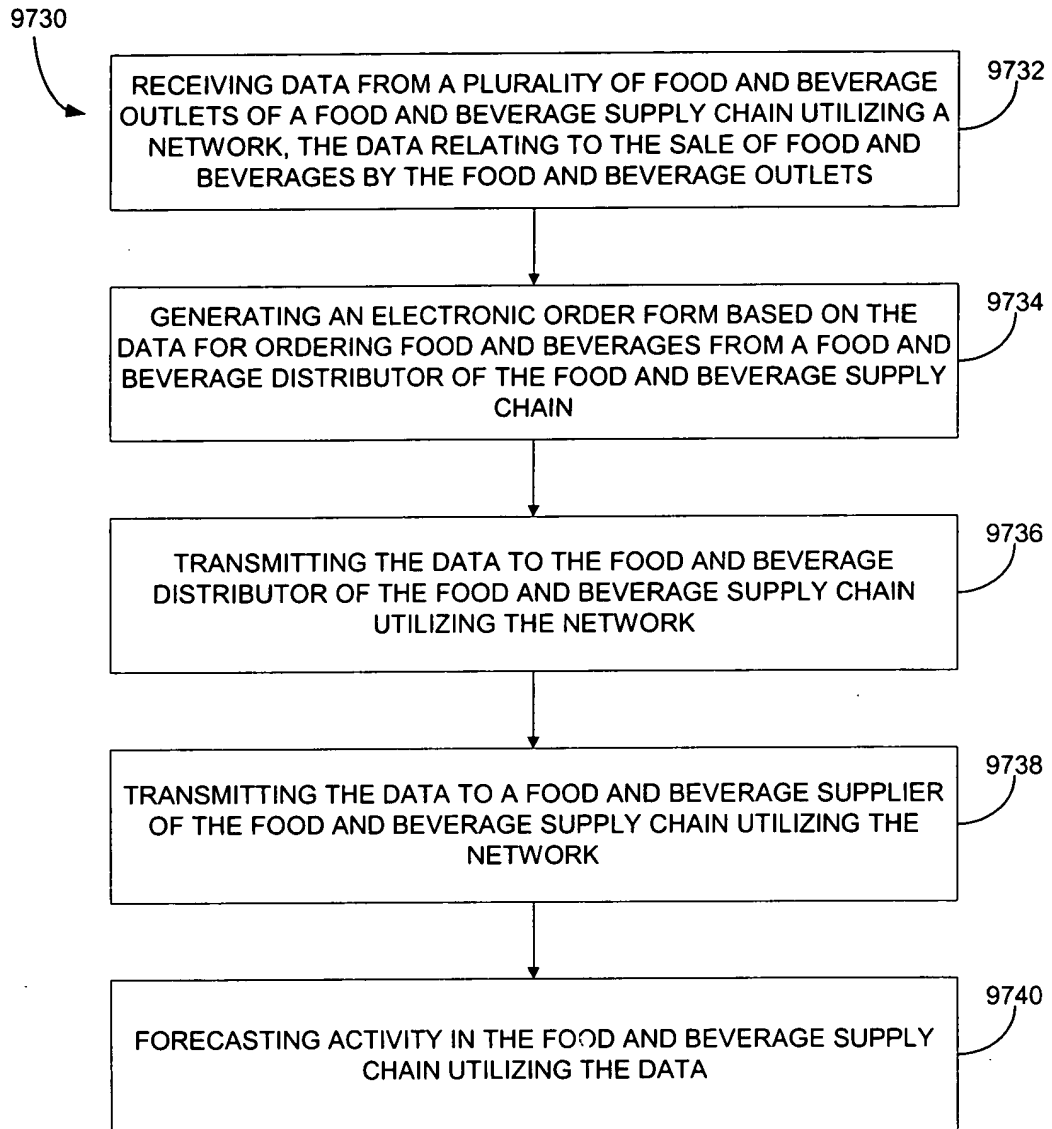 9730
RECEIVING DATA FROM A PLURALITY OF FOOD AND BEVERAGE
OUTLETS OF A FOOD AND BEVERAGE SUPPLY CHAIN UTILIZING A
NETWORK, THE DATA RELATING TO THE SALE OF FOOD AND
BEVERAGES BY THE FOOD AND BEVERAGE OUTLETS
9732
GENERATING AN ELECTRONIC ORDER FORM BASED ON THE
DATA FOR ORDERING FOOD AND BEVERAGES FROM A FOOD AND
BEVERAGE DISTRIBUTOR OF THE FOOD AND BEVERAGE SUPPLY
CHAIN
9734
TRANSMITTING THE DATA TO THE FOOD AND BEVERAGE
DISTRIBUTOR OF THE FOOD AND BEVERAGE SUPPLY CHAIN
UTILIZING THE NETWORK
9736
TRANSMITTING THE DATA TO A FOOD AND BEVERAGE SUPPLIER
OF THE FOOD AND BEVERAGE SUPPLY CHAIN UTILIZING THE
NETWORK
9738
FORECASTING ACTIVITY IN THE FOOD AND BEVERAGE SUPPLY
CHAIN UTILIZING THE DATA
9740